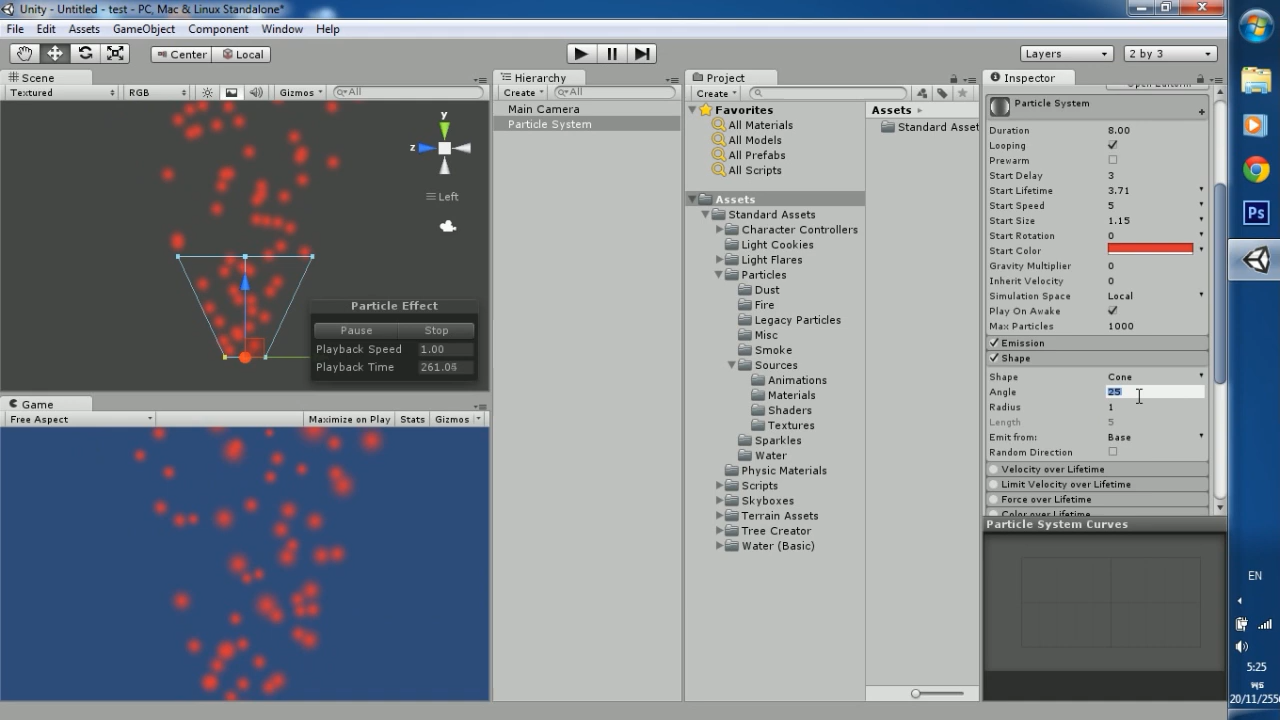 Unity - Untitled - test - PC, Mac & Linux Standalone*
File Edit Assets GameObject Component Window Help
Center Local
Layers
2 by 3
Scene
Textured RGB Gizmos All
y
z
Left
Particle Effect
Pause Stop
Playback Speed 1.00
Playback Time 261.06
Game
Free Aspect Maximize on Play Stats Gizmos
Hierarchy
Create All
Main Camera
Particle System
Project
Create
Favorites
All Materials
All Models
All Prefabs
All Scripts
Assets
Standard Assets
Character Controllers
Light Cookies
Light Flares
Particles
Dust
Fire
Legacy Particles
Misc
Smoke
Sources
Animations
Materials
Shaders
Textures
Sparkles
Water
Physic Materials
Scripts
Skyboxes
Terrain Assets
Tree Creator
Water (Basic)
Assets
Standard Asset
Inspector
Particle System
Duration 8.00
Looping
Prewarm
Start Delay 3
Start Lifetime 3.71
Start Speed 5
Start Size 1.15
Start Rotation 0
Start Color
Gravity Multiplier 0
Inherit Velocity 0
Simulation Space Local
Play On Awake
Max Particles 1000
Emission
Shape
Shape Cone
Angle 25
Radius 1
Length 5
Emit from: Base
Random Direction
Velocity over Lifetime
Limit Velocity over Lifetime
Force over Lifetime
Color over Lifetime
Particle System Curves
Ps
EN
5:25
พุธ
20/11/255